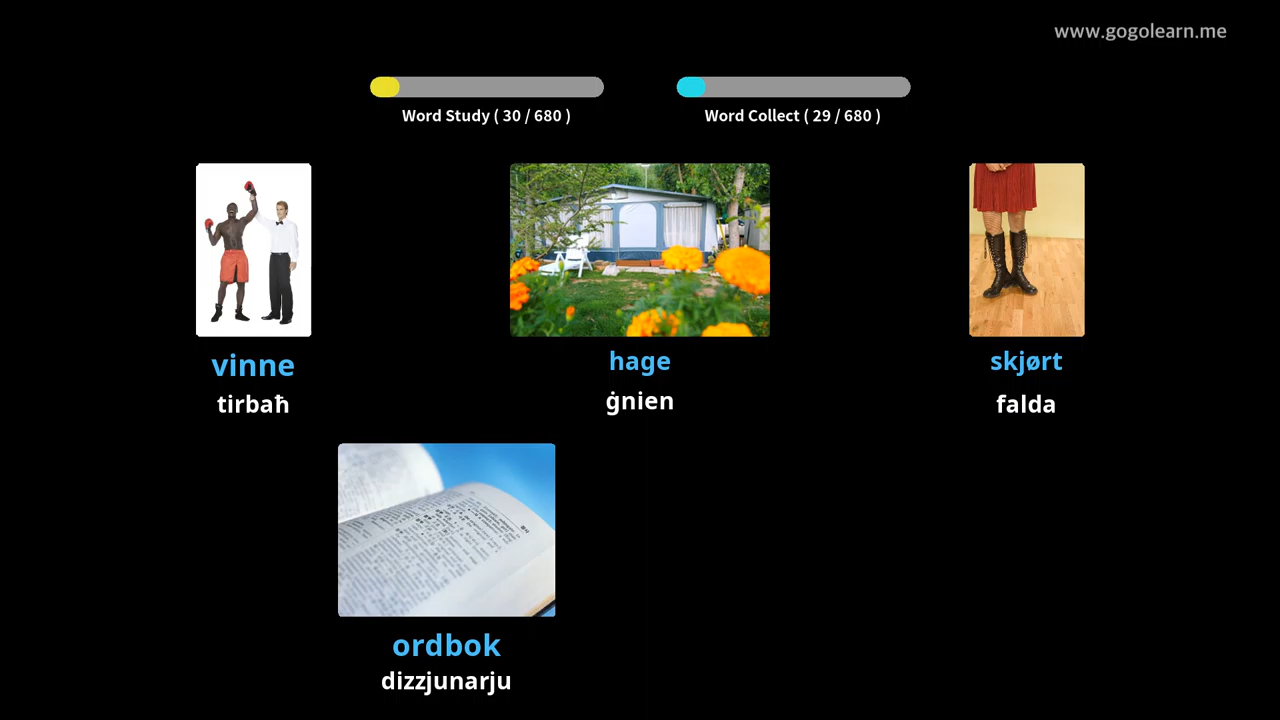 www.gogolearn.me
Word Study ( 30 / 680 )
Word Collect ( 29 / 680 )
vinne
tirbaħ
hage
ġnien
skjørt
falda
ordbok
dizzjunarju